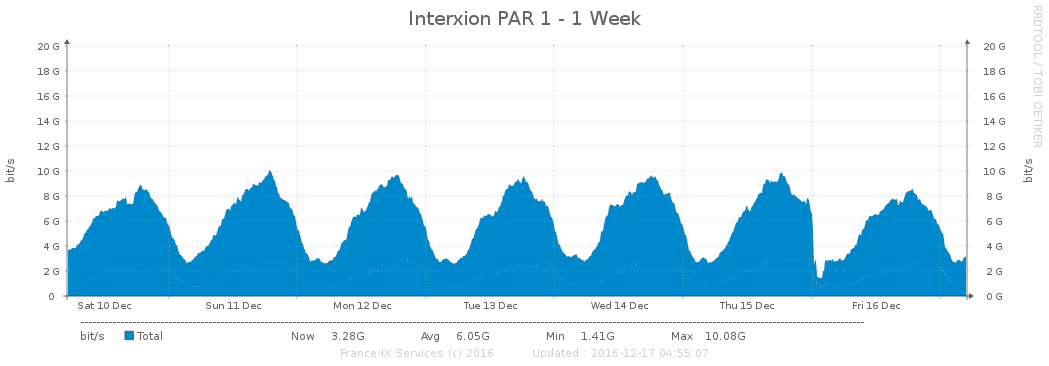 Interxion PAR 1 - 1 Week
RRDTOOL / TOBI OETIKER
bit/s
20 G
18 G
16 G
14 G
12 G
10 G
8 G
6 G
4 G
2 G
0
20 G
18 G
16 G
14 G
12 G
10 G
8 G
6 G
4 G
2 G
0 G
bit/s
Sat 10 Dec Sun 11 Dec Mon 12 Dec Tue 13 Dec Wed 14 Dec Thu 15 Dec Fri 16 Dec
bit/s Total Now 3.28G Avg 6.05G Min 1.41G Max 10.08G
France-IX Services (c) 2016 Updated : 2016-12-17 04:55:07